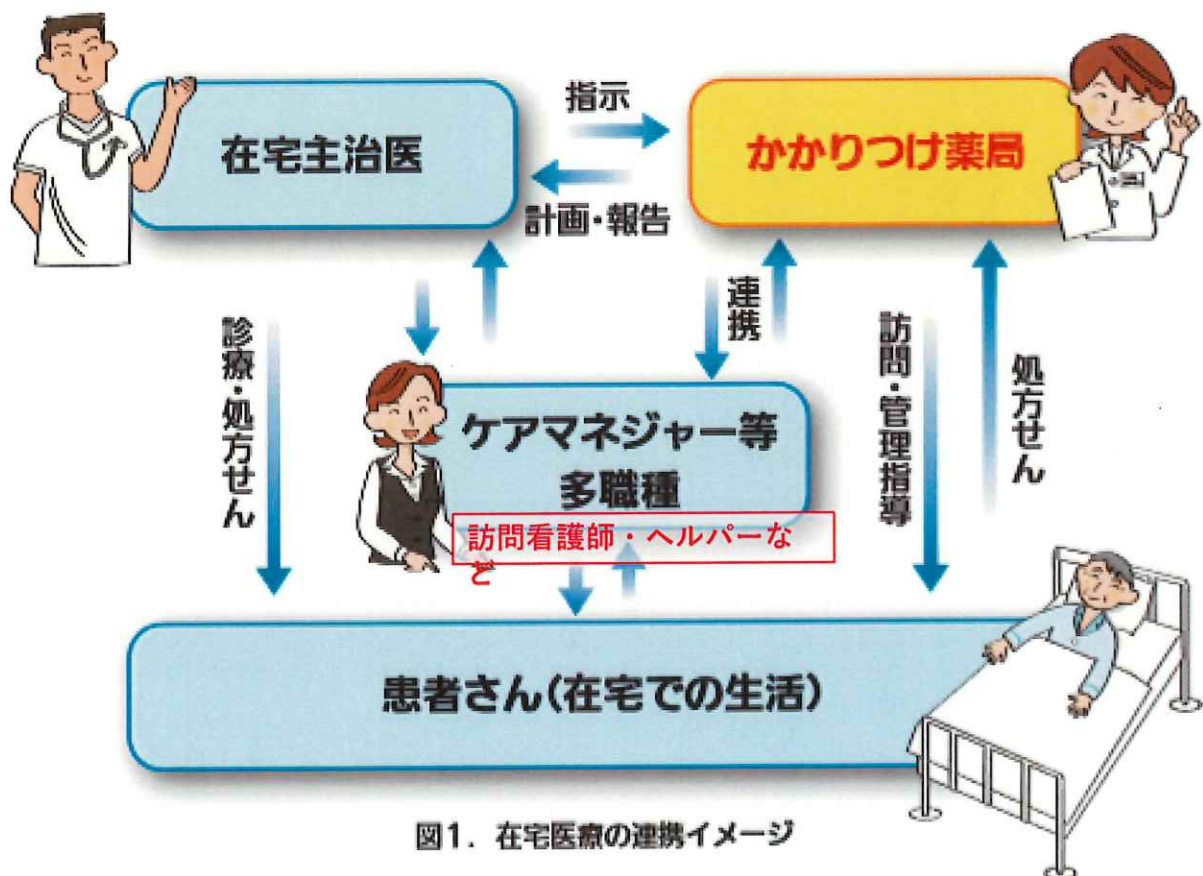 指示
在宅主治医
かかりつけ薬局
計画・報告
連携
診療・処方せん
訪問・管理指導
処方せん
ケアマネジャー等
多職種
訪問看護師・ヘルパーな
ど
患者さん(在宅での生活)
図1. 在宅医療の連携イメージ